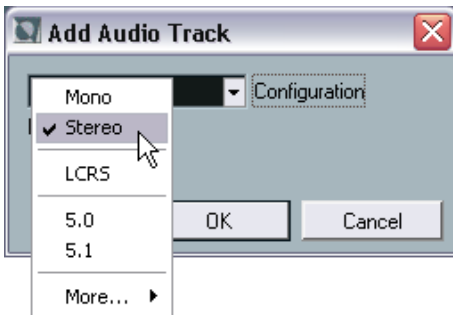 Add Audio Track
Configuration
Mono
Stereo
LCRS
5.0
5.1
More...
OK
Cancel